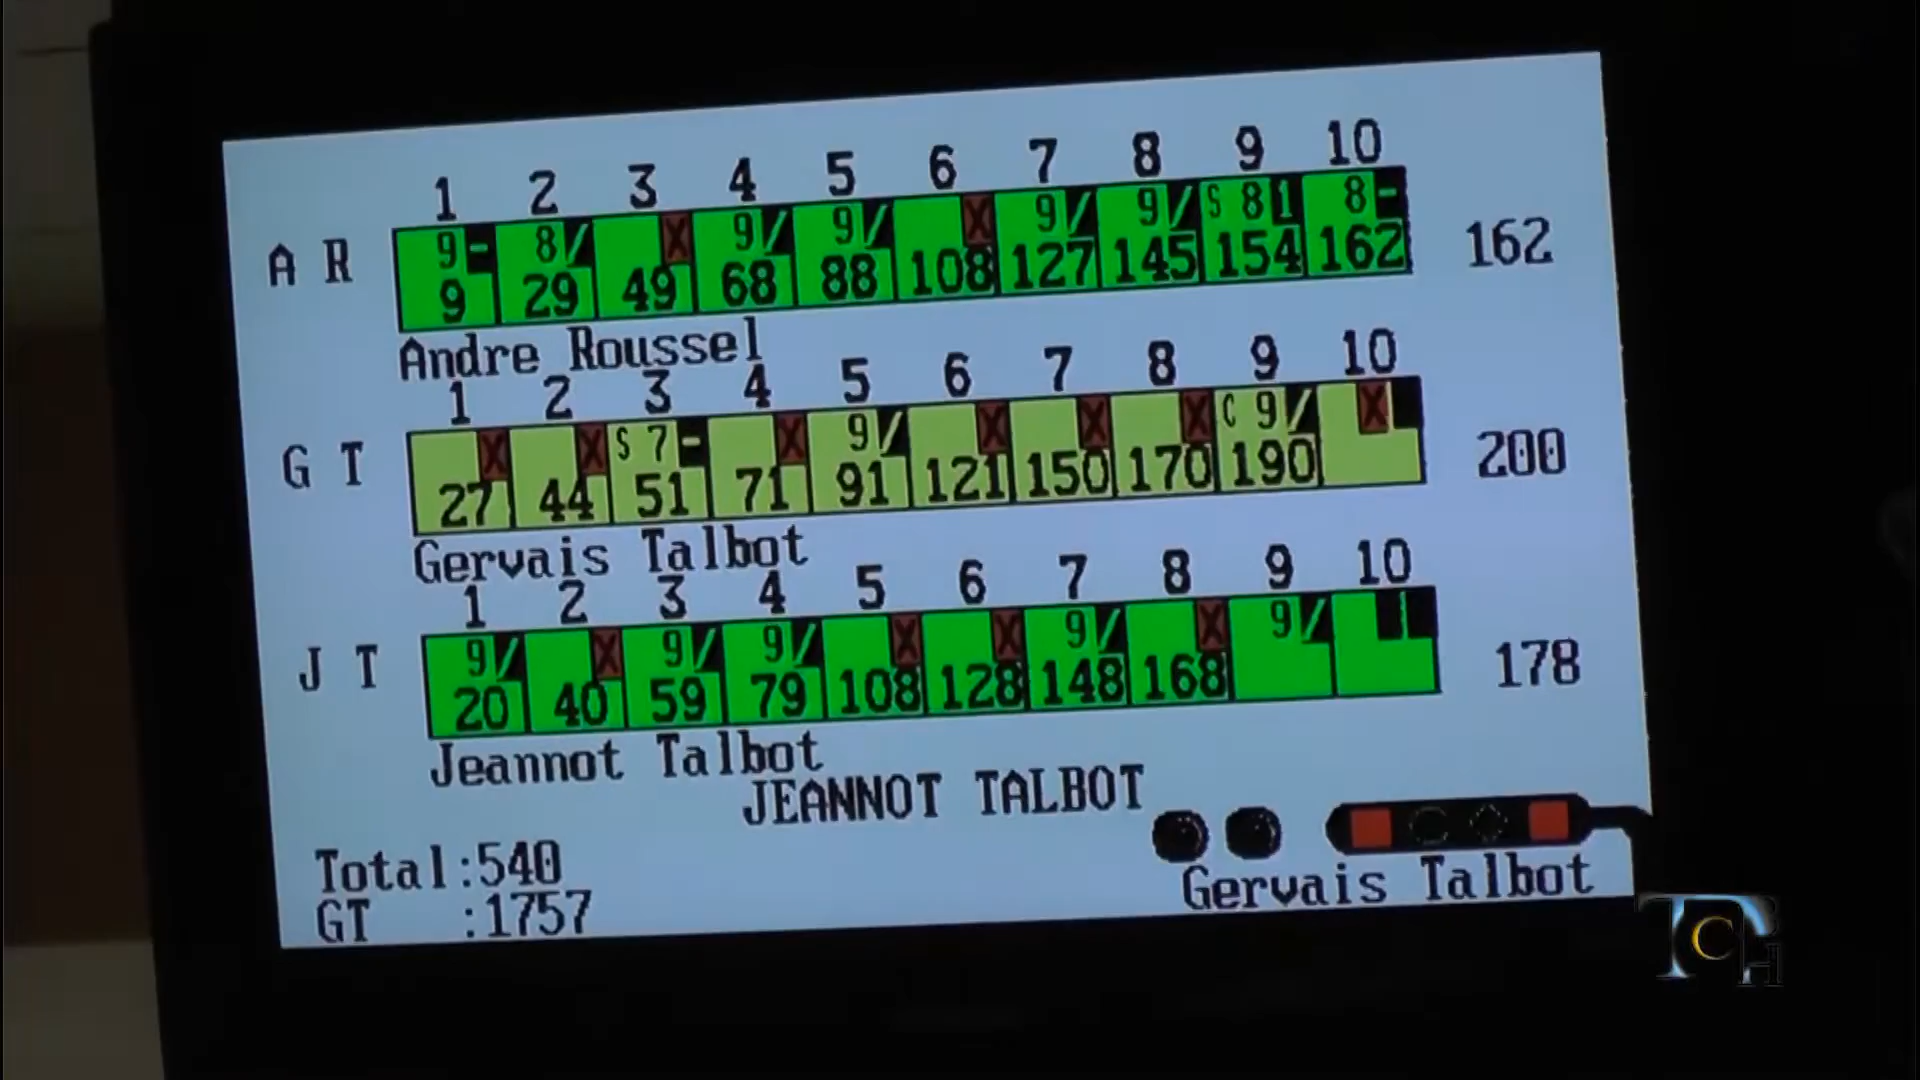 1 2 3 4 5 6 7 8 9 10
A R 9- 8/ X 9/ 9/ X 9/ 9/ S 81 8-
9 29 49 68 88 108 127 145 154 162 162
Andre Roussel
1 2 3 4 5 6 7 8 9 10
G T X X S 7- X 9/ X X X C 9/ X
27 44 51 71 91 121 150 170 190 200
Gervais Talbot
1 2 3 4 5 6 7 8 9 10
J T 9/ X 9/ 9/ X X 9/ X 9/
20 40 59 79 108 128 148 168 178
Jeannot Talbot
JEANNOT TALBOT
Total:540
GT :1757
Gervais Talbot